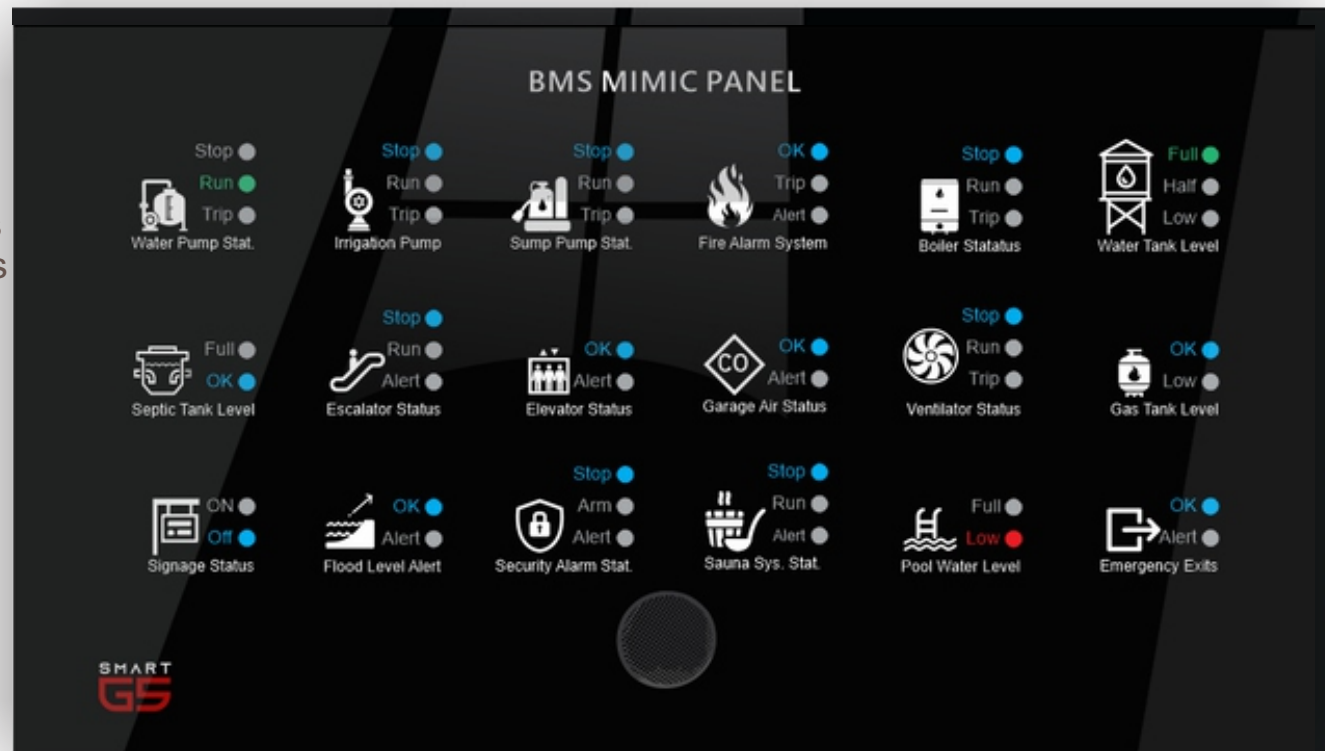 BMS MIMIC PANEL
Stop
Run
Trip
Water Pump Stat.
Stop
Run
Trip
Irrigation Pump
Stop
Run
Trip
Sump Pump Stat.
OK
Trip
Alert
Fire Alarm System
Stop
Run
Trip
Boiler Statatus
Full
Half
Low
Water Tank Level
s
Full
OK
Septic Tank Level
Stop
Run
Alert
Escalator Status
OK
Alert
Elevator Status
CO
OK
Alert
Garage Air Status
Stop
Run
Trip
Ventilator Status
OK
Low
Gas Tank Level
ON
Off
Signage Status
OK
Alert
Flood Level Alert
Stop
Arm
Alert
Security Alarm Stat.
Stop
Run
Alert
Sauna Sys. Stat.
Full
Low
Pool Water Level
OK
Alert
Emergency Exits
SMART
GS